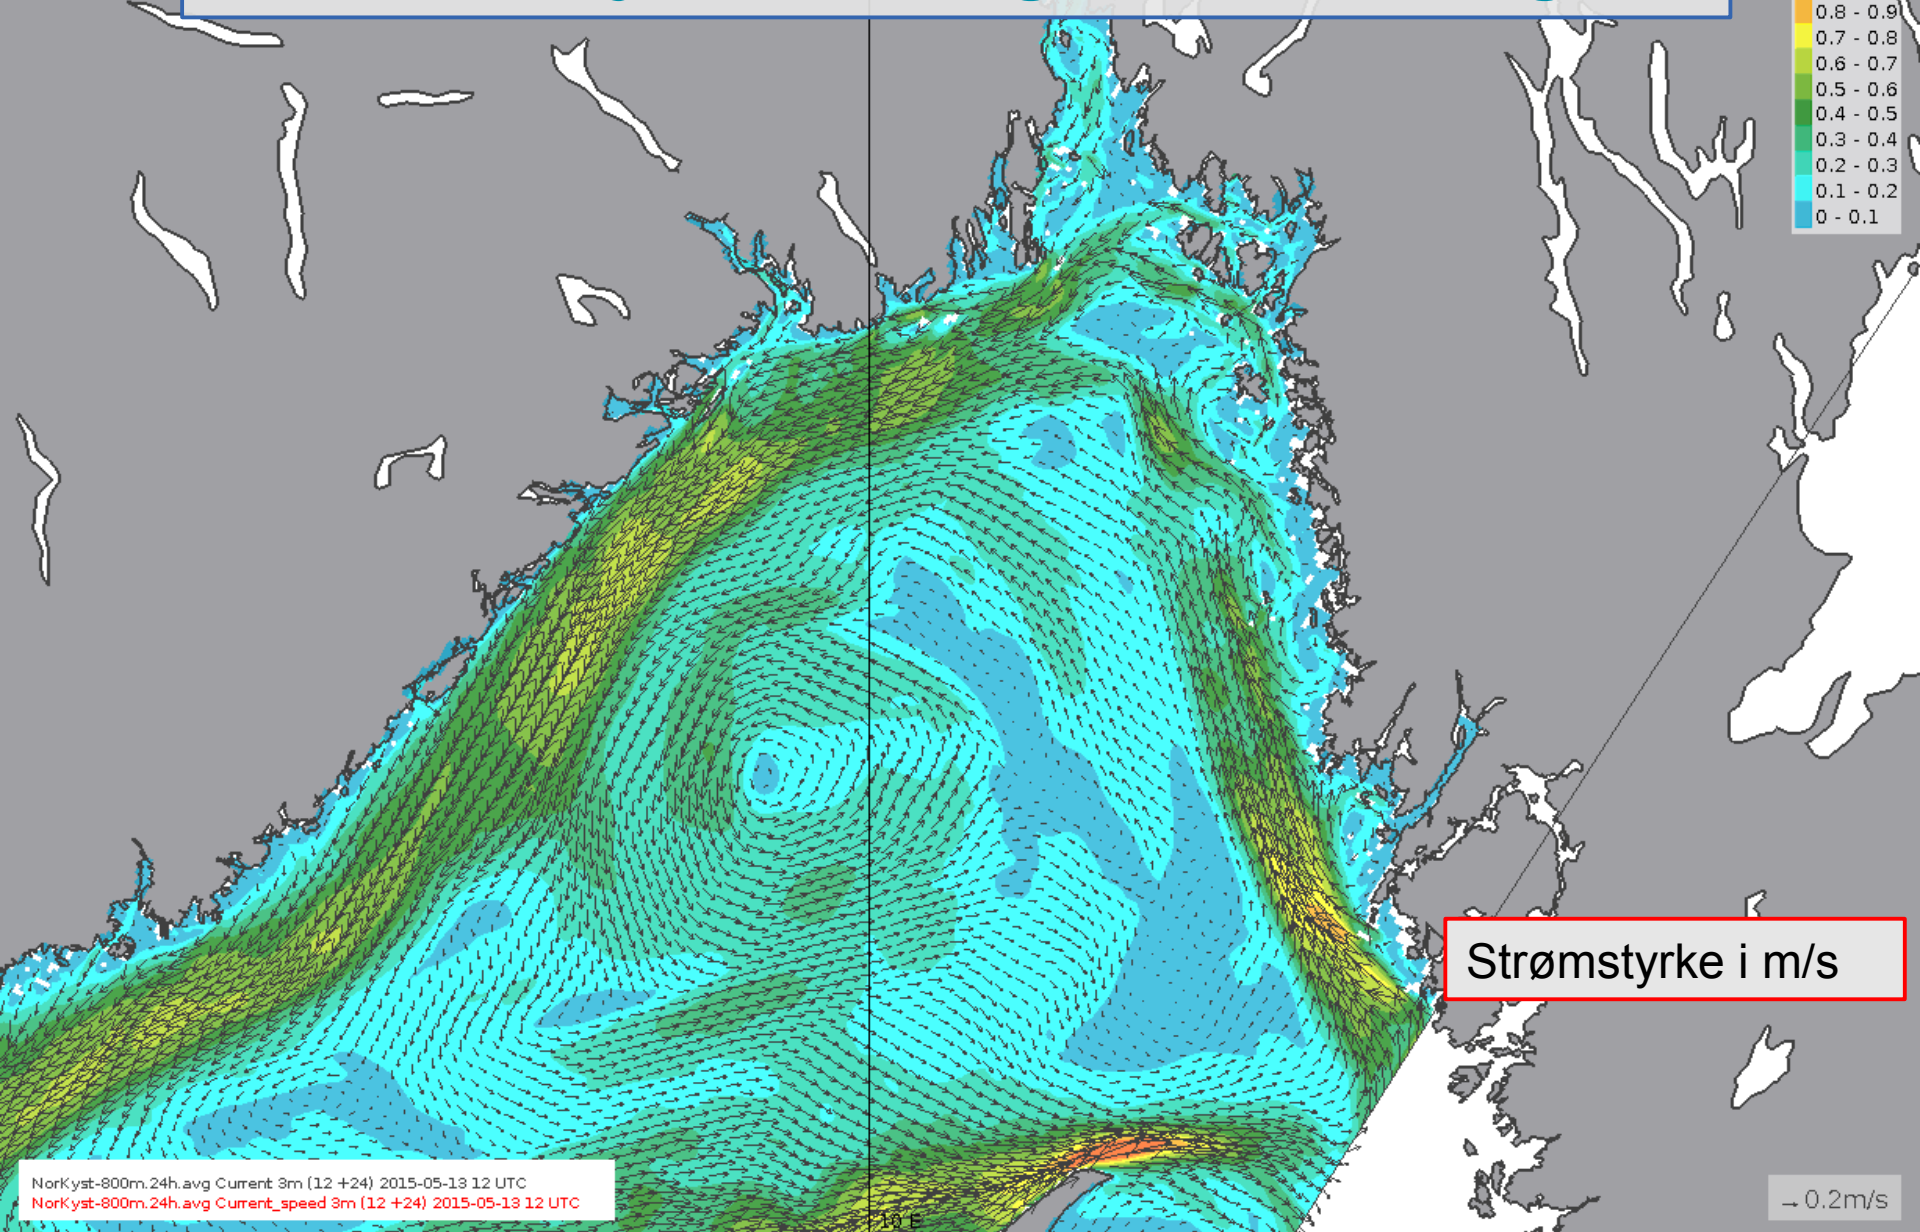 0.8 - 0.9
0.7 - 0.8
0.6 - 0.7
0.5 - 0.6
0.4 - 0.5
0.3 - 0.4
0.2 - 0.3
0.1 - 0.2
0 - 0.1
Strømstyrke i m/s
NorKyst-800m.24h.avg Current 3m (12 +24) 2015-05-13 12 UTC
NorKyst-800m.24h.avg Current_speed 3m (12 +24) 2015-05-13 12 UTC
10 E
→ 0.2m/s